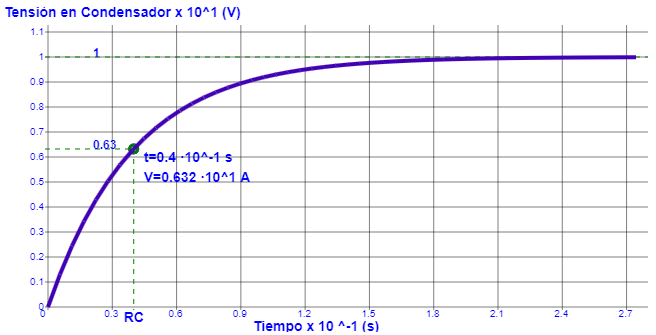 Tensión en Condensador x 10^1 (V)
1.1
1
1
0.9
0.8
0.7
0.63
0.6
t=0.4 ·10^-1 s
V=0.632 ·10^1 A
0.5
0.4
0.3
0.2
0.1
0
0 0.3 0.6 0.9 1.2 1.5 1.8 2.1 2.4 2.7
RC
Tiempo x 10 ^-1 (s)